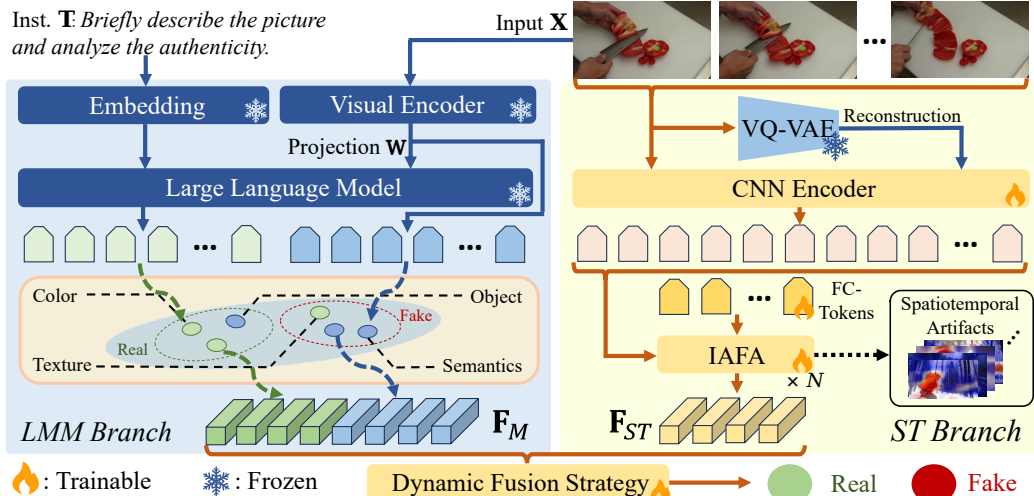 Inst. T: Briefly describe the picture
and analyze the authenticity.
Input X
Embedding
Visual Encoder
Projection W
Large Language Model
Color
Object
Real
Fake
Texture
Semantics
LMM Branch
F_M
VQ-VAE
Reconstruction
CNN Encoder
FC-
Tokens
IAFA
× N
Spatiotemporal
Artifacts
F_ST
ST Branch
: Trainable
: Frozen
Dynamic Fusion Strategy
Real
Fake